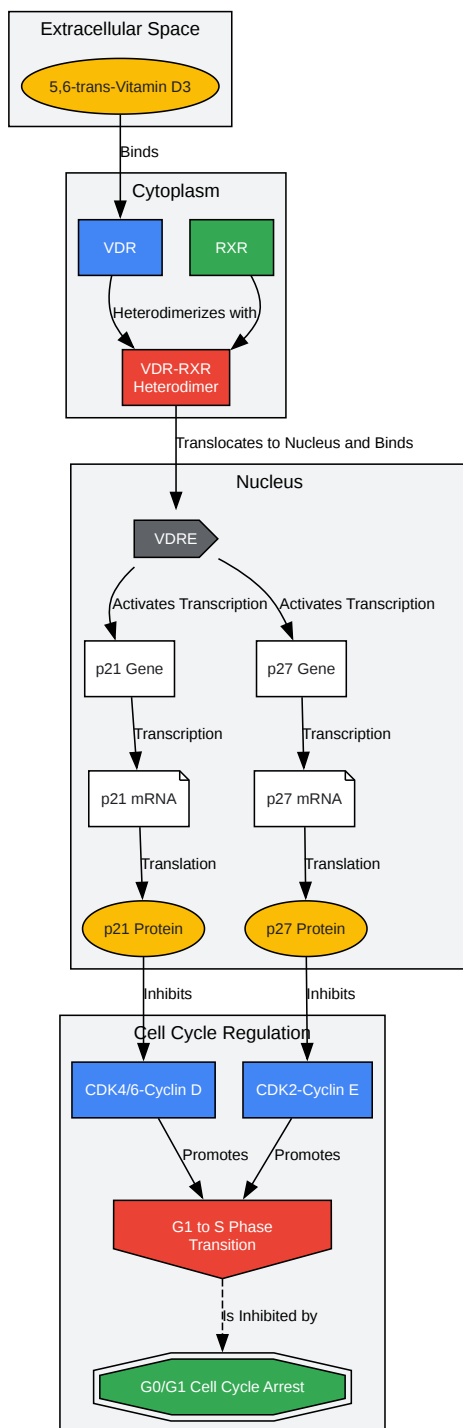 Extracellular Space
5,6-trans-Vitamin D3
Binds
Cytoplasm
VDR
RXR
Heterodimerizes with
VDR-RXR
Heterodimer
Translocates to Nucleus and Binds
Nucleus
VDRE
Activates Transcription
Activates Transcription
p21 Gene
p27 Gene
Transcription
Transcription
p21 mRNA
p27 mRNA
Translation
Translation
p21 Protein
p27 Protein
Inhibits
Inhibits
Cell Cycle Regulation
CDK4/6-Cyclin D
CDK2-Cyclin E
Promotes
Promotes
G1 to S Phase
Transition
Is Inhibited by
G0/G1 Cell Cycle Arrest